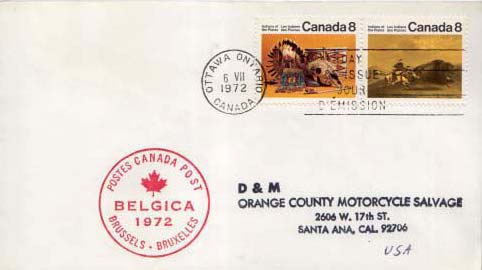 Indians of the Plains Les Indiens des Plaines Canada 8
Indians of the Plains Les Indiens des Plaines Canada 8
OTTAWA ONTARIO
6 VII
1972
CANADA
DAY
ISSUE
JOUR
D'EMISSION
POSTES CANADA POST
BELGICA
1972
BRUSSELS • BRUXELLES
D & M
ORANGE COUNTY MOTORCYCLE SALVAGE
2606 W. 17th ST.
SANTA ANA, CAL. 92706
USA